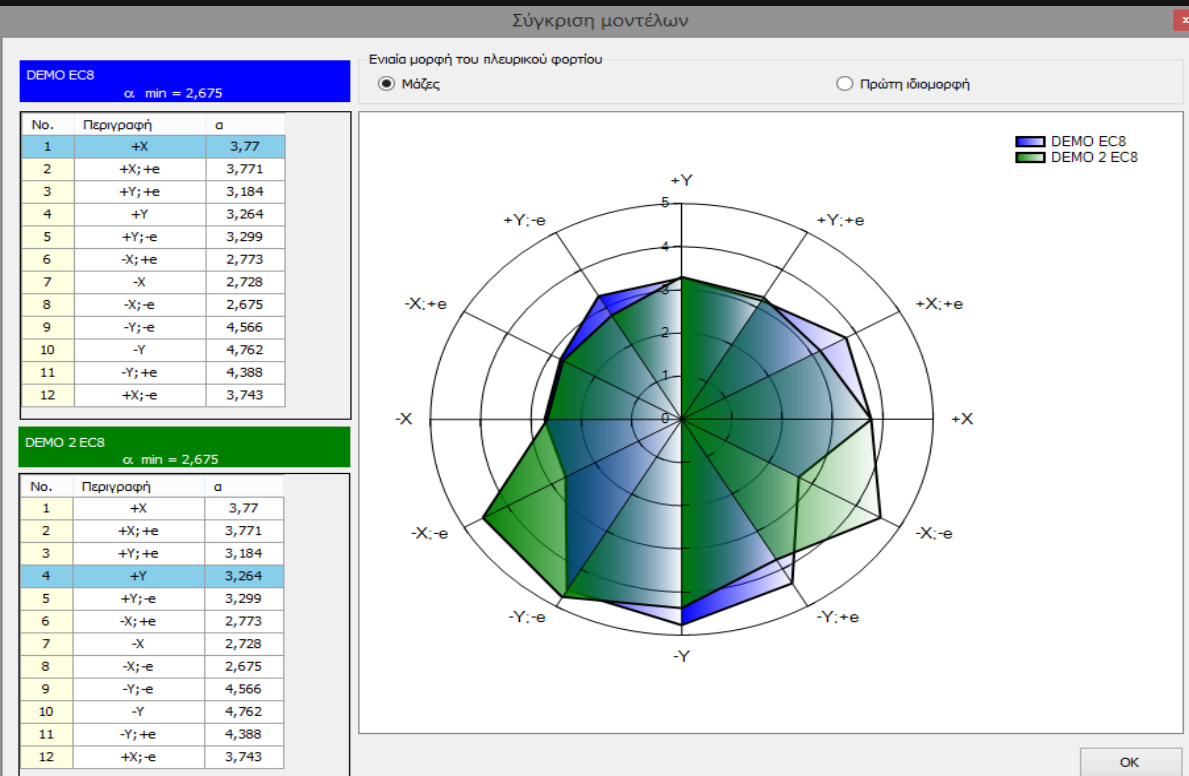 Σύγκριση μοντέλων
x
DEMO EC8
α min = 2,675
No. Περιγραφή α
1 +X 3,77
2 +X;+e 3,771
3 +Y;+e 3,184
4 +Y 3,264
5 +Y;-e 3,299
6 -X;+e 2,773
7 -X 2,728
8 -X;-e 2,675
9 -Y;-e 4,566
10 -Y 4,762
11 -Y;+e 4,388
12 +X;-e 3,743
DEMO 2 EC8
α min = 2,675
No. Περιγραφή α
1 +X 3,77
2 +X;+e 3,771
3 +Y;+e 3,184
4 +Y 3,264
5 +Y;-e 3,299
6 -X;+e 2,773
7 -X 2,728
8 -X;-e 2,675
9 -Y;-e 4,566
10 -Y 4,762
11 -Y;+e 4,388
12 +X;-e 3,743
Ενιαία μορφή του πλευρικού φορτίου
Μάζες Πρώτη ιδιομορφή
DEMO EC8
DEMO 2 EC8
+Y
+Y;-e +Y;+e
-X;+e +X;+e
-X +X
-X;-e -X;-e
-Y;-e -Y;+e
-Y
5
4
3
2
1
0
OK